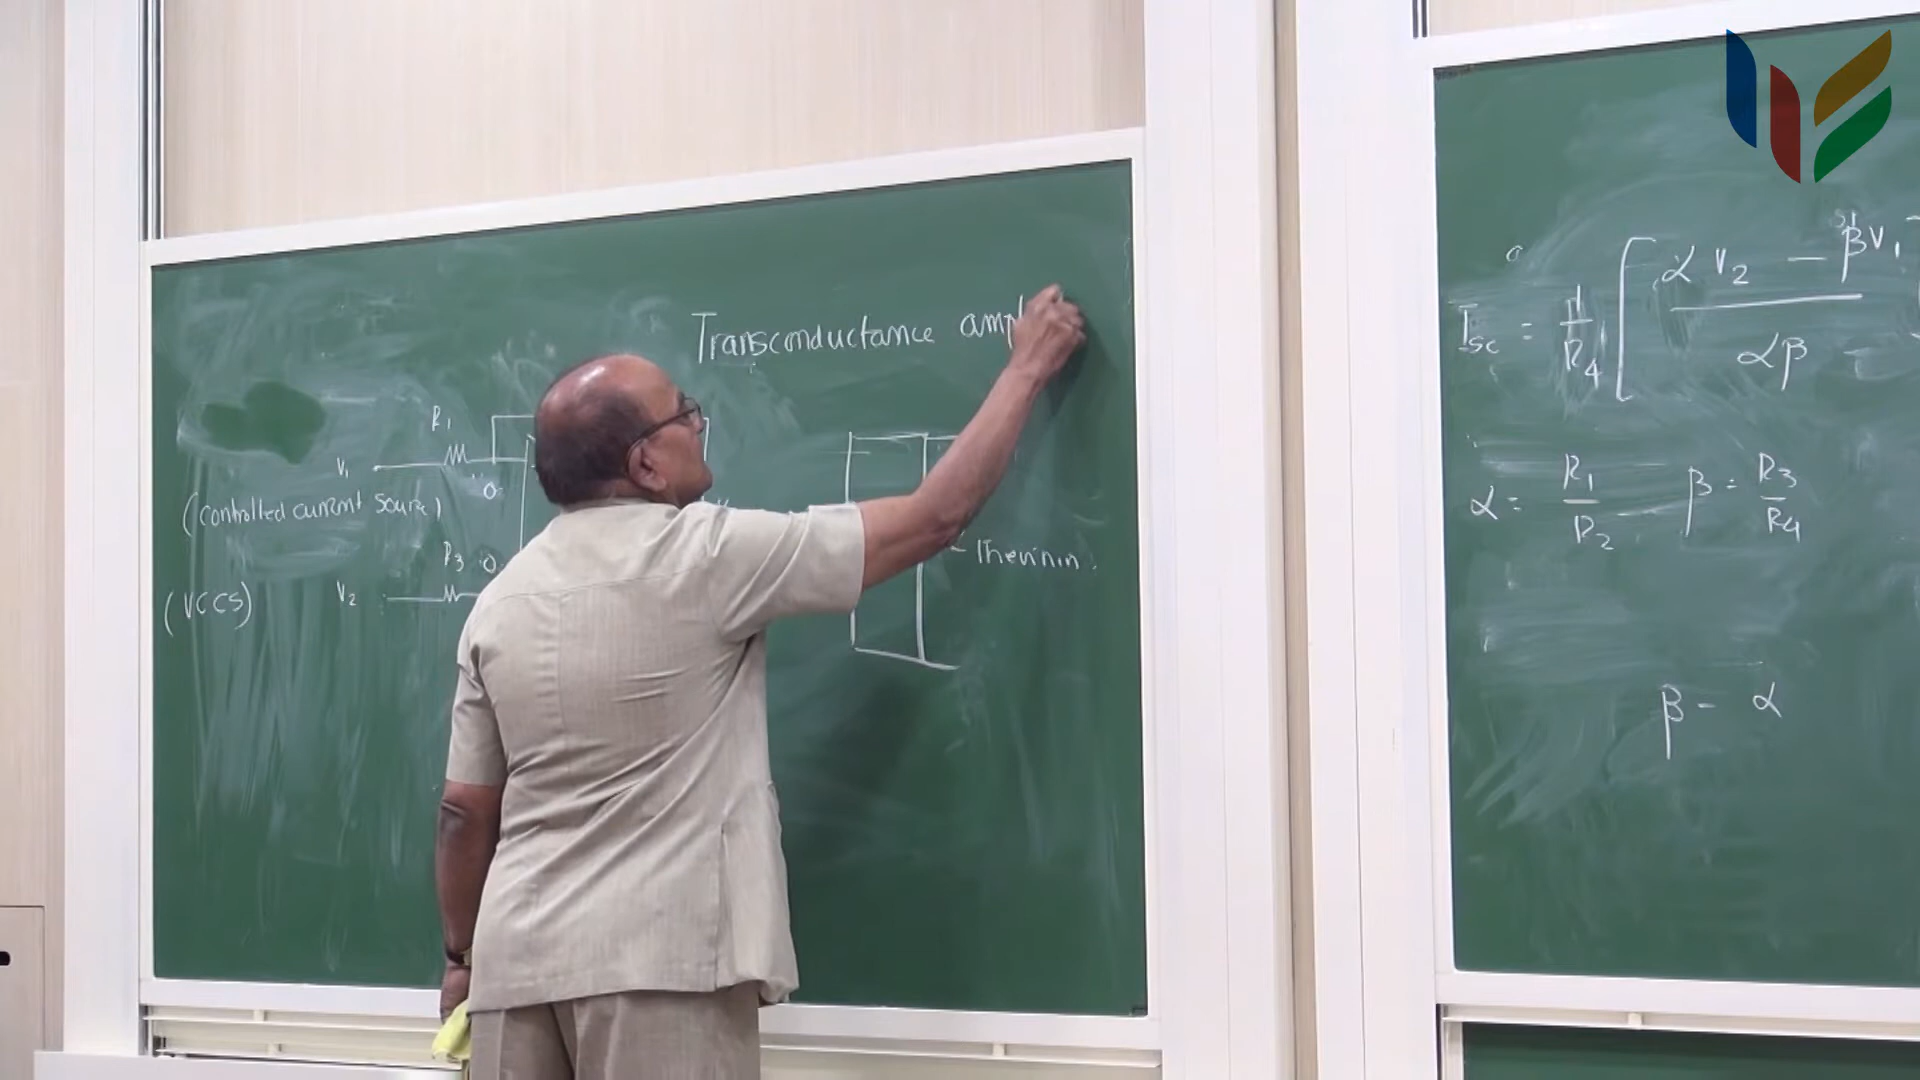 Transconductance amp
R1
V1
(controlled current source)
R3
V2
(VCCS)
Thevinin
Isc = 1/R4 [ αV2 - βV1 / αβ
α = R1/R2 β = R3/R4
β - α